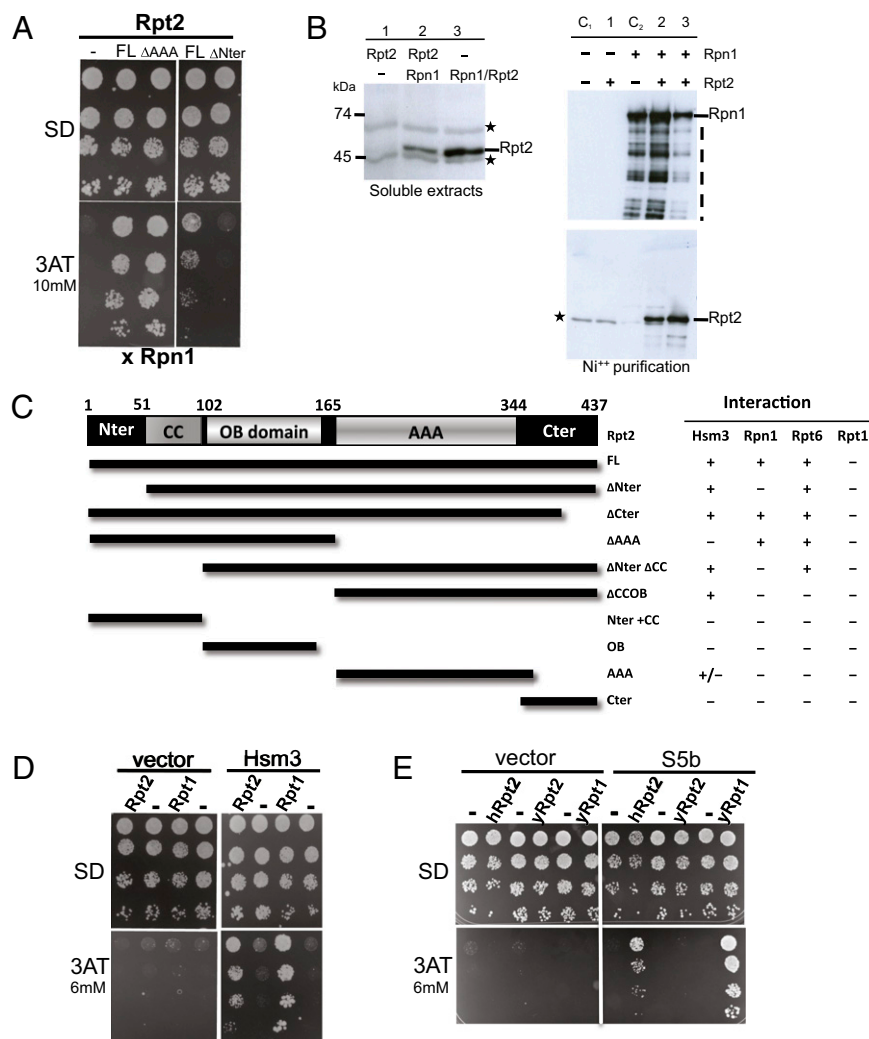 A
Rpt2
- FL ΔAAA FL ΔNter
SD
3AT
10mM
x Rpn1
B
1 2 3
Rpt2 Rpt2 –
– Rpn1 Rpn1/Rpt2
kDa
74
45
★
Rpt2
★
Soluble extracts
C₁ 1 C₂ 2 3
– – + + + Rpn1
– + – + + Rpt2
Rpn1
★
Rpt2
Ni⁺⁺ purification
C
1 51 102 165 344 437
Nter CC OB domain AAA Cter
Rpt2
Interaction
Hsm3 Rpn1 Rpt6 Rpt1
FL + + + –
ΔNter + – + –
ΔCter + + + –
ΔAAA – + + –
ΔNter ΔCC + – + –
ΔCCOB + – – –
Nter +CC – – – –
OB – – – –
AAA +/– – – –
Cter – – – –
D
vector Hsm3
Rpt2 - Rpt1 - Rpt2 - Rpt1 -
SD
3AT
6mM
E
vector S5b
- hRpt2 - yRpt2 - yRpt1 - hRpt2 - yRpt2 - yRpt1
SD
3AT
6mM